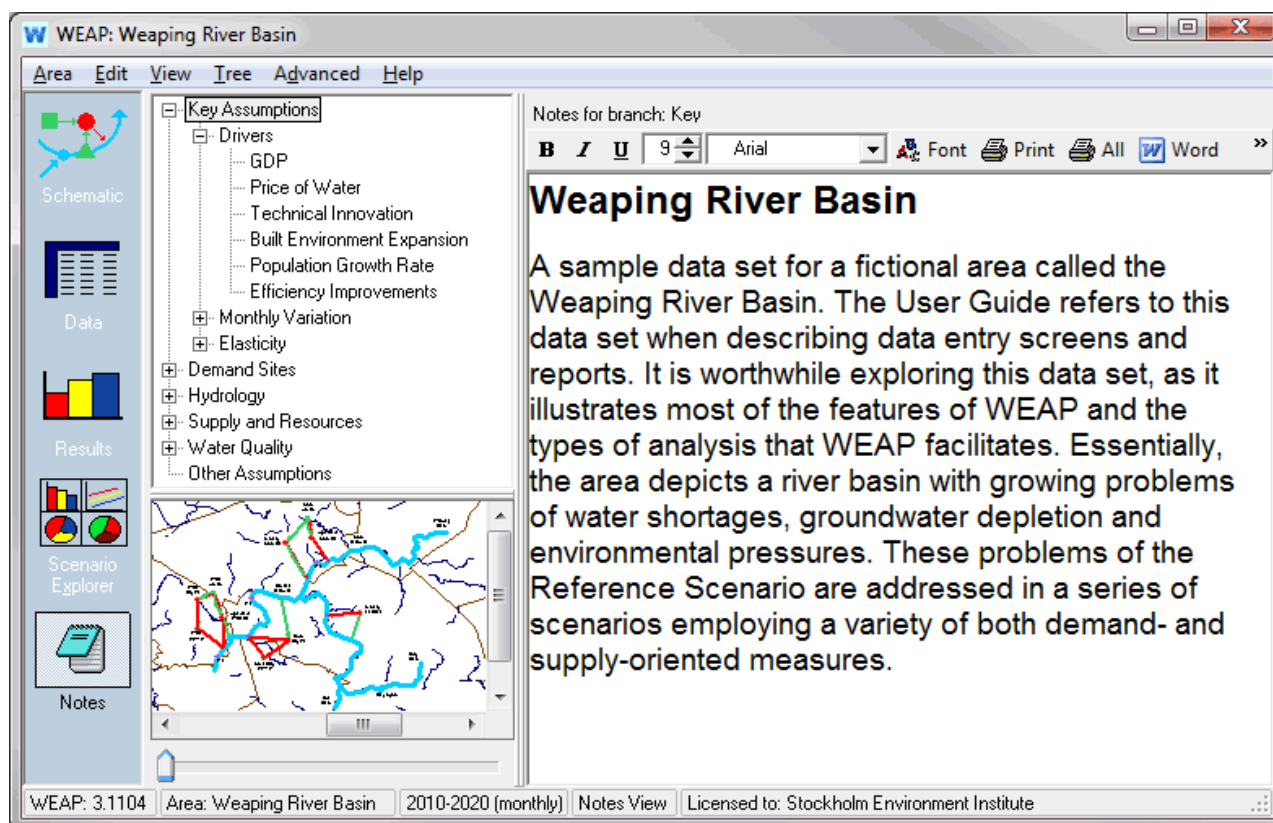 WEAP: Weaping River Basin
Area Edit View Tree Advanced Help
Schematic
Data
Results
Scenario
Explorer
Notes
Key Assumptions
Drivers
GDP
Price of Water
Technical Innovation
Built Environment Expansion
Population Growth Rate
Efficiency Improvements
Monthly Variation
Elasticity
Demand Sites
Hydrology
Supply and Resources
Water Quality
Other Assumptions
Notes for branch: Key
B I U 9 Arial Font Print All Word »
Weaping River Basin
A sample data set for a fictional area called the
Weaping River Basin. The User Guide refers to this
data set when describing data entry screens and
reports. It is worthwhile exploring this data set, as it
illustrates most of the features of WEAP and the
types of analysis that WEAP facilitates. Essentially,
the area depicts a river basin with growing problems
of water shortages, groundwater depletion and
environmental pressures. These problems of the
Reference Scenario are addressed in a series of
scenarios employing a variety of both demand- and
supply-oriented measures.
WEAP: 3.1104 Area: Weaping River Basin 2010-2020 (monthly) Notes View Licensed to: Stockholm Environment Institute